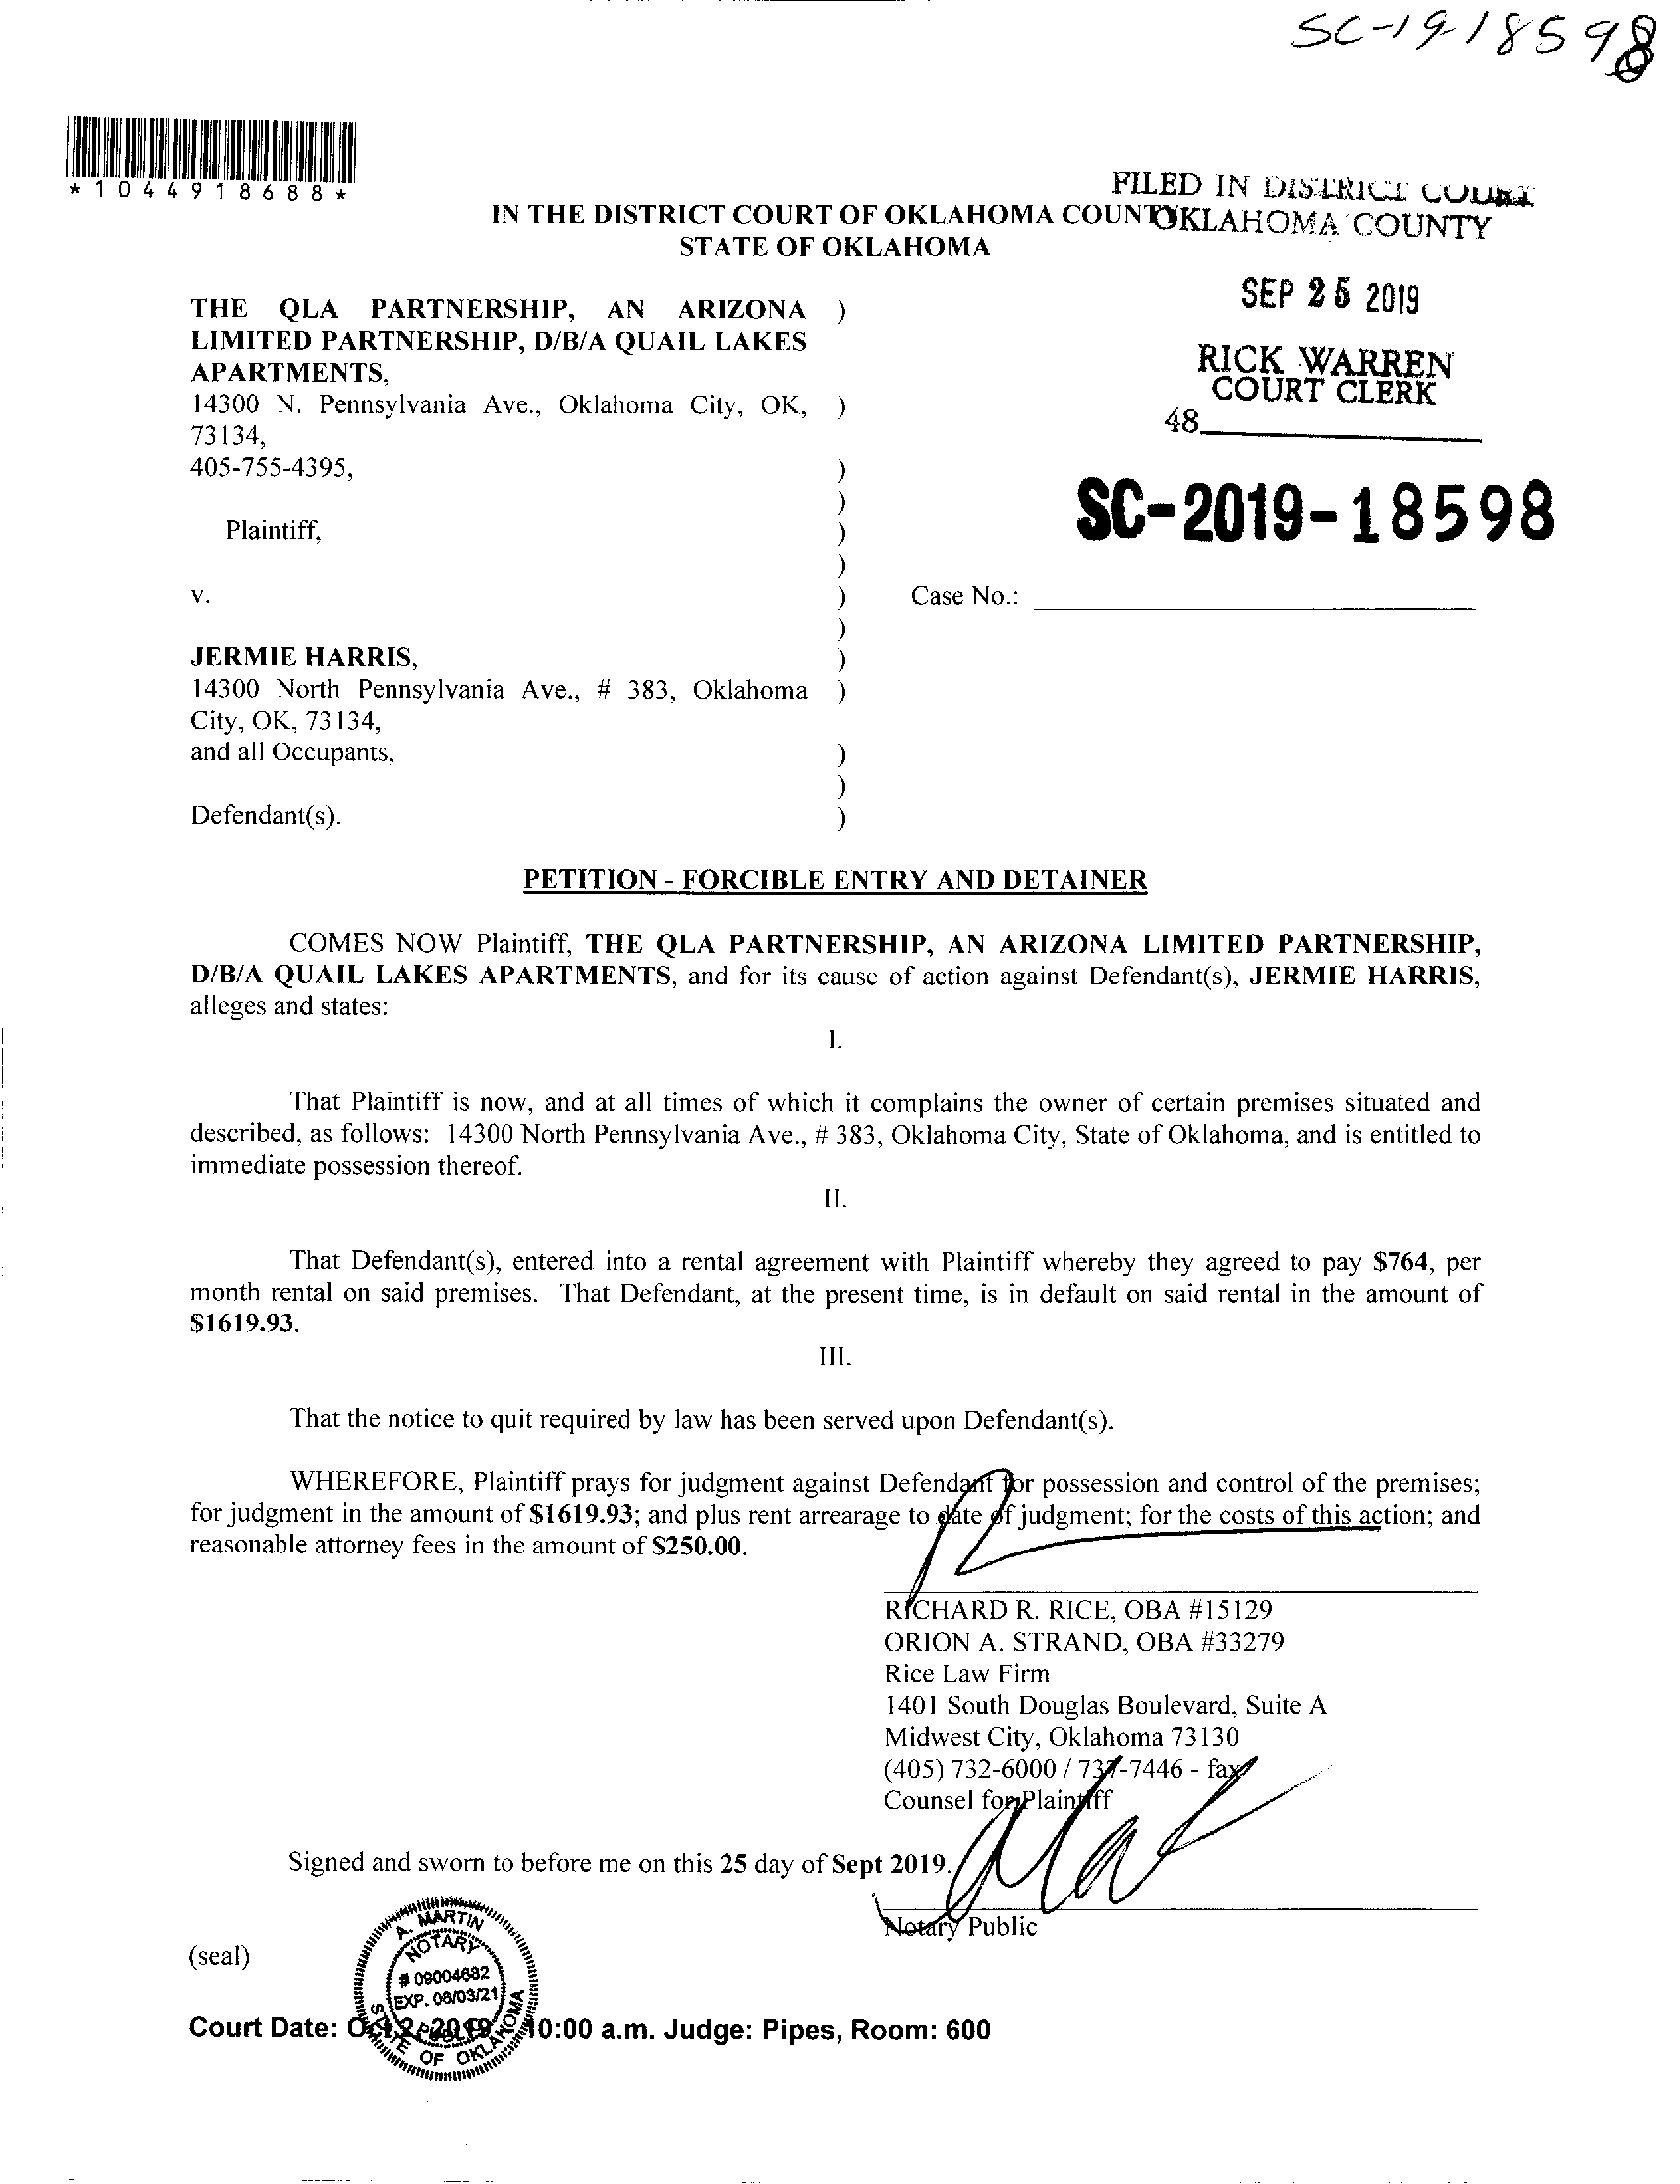 SC-1918598
*1044918688*
FILED IN DISTRICT COURT
OKLAHOMA COUNTY
IN THE DISTRICT COURT OF OKLAHOMA COUNTY
STATE OF OKLAHOMA
SEP 25 2019
RICK WARREN
COURT CLERK
48
SC-2019-18598
THE QLA PARTNERSHIP, AN ARIZONA )
LIMITED PARTNERSHIP, D/B/A QUAIL LAKES
APARTMENTS,
14300 N. Pennsylvania Ave., Oklahoma City, OK, )
73134,
405-755-4395, )
)
Plaintiff, )
)
v. ) Case No.:
)
JERMIE HARRIS, )
14300 North Pennsylvania Ave., # 383, Oklahoma )
City, OK, 73134,
and all Occupants, )
)
Defendant(s). )
PETITION - FORCIBLE ENTRY AND DETAINER
COMES NOW Plaintiff, THE QLA PARTNERSHIP, AN ARIZONA LIMITED PARTNERSHIP,
D/B/A QUAIL LAKES APARTMENTS, and for its cause of action against Defendant(s), JERMIE HARRIS,
alleges and states:
I.
That Plaintiff is now, and at all times of which it complains the owner of certain premises situated and
described, as follows: 14300 North Pennsylvania Ave., # 383, Oklahoma City, State of Oklahoma, and is entitled to
immediate possession thereof.
II.
That Defendant(s), entered into a rental agreement with Plaintiff whereby they agreed to pay $764, per
month rental on said premises. That Defendant, at the present time, is in default on said rental in the amount of
$1619.93.
III.
That the notice to quit required by law has been served upon Defendant(s).
WHEREFORE, Plaintiff prays for judgment against Defendant for possession and control of the premises;
for judgment in the amount of $1619.93; and plus rent arrearage to date of judgment; for the costs of this action; and
reasonable attorney fees in the amount of $250.00.
RICHARD R. RICE, OBA #15129
ORION A. STRAND, OBA #33279
Rice Law Firm
1401 South Douglas Boulevard, Suite A
Midwest City, Oklahoma 73130
(405) 732-6000 / 737-7446 - fax
Counsel for Plaintiff
Signed and sworn to before me on this 25 day of Sept 2019.
Notary Public
(seal)
A. MARTIN
NOTARY
# 09004682
EXP. 08/03/21
PUBLIC
STATE OF OKLAHOMA
Court Date: Oct 2, 2019 10:00 a.m. Judge: Pipes, Room: 600